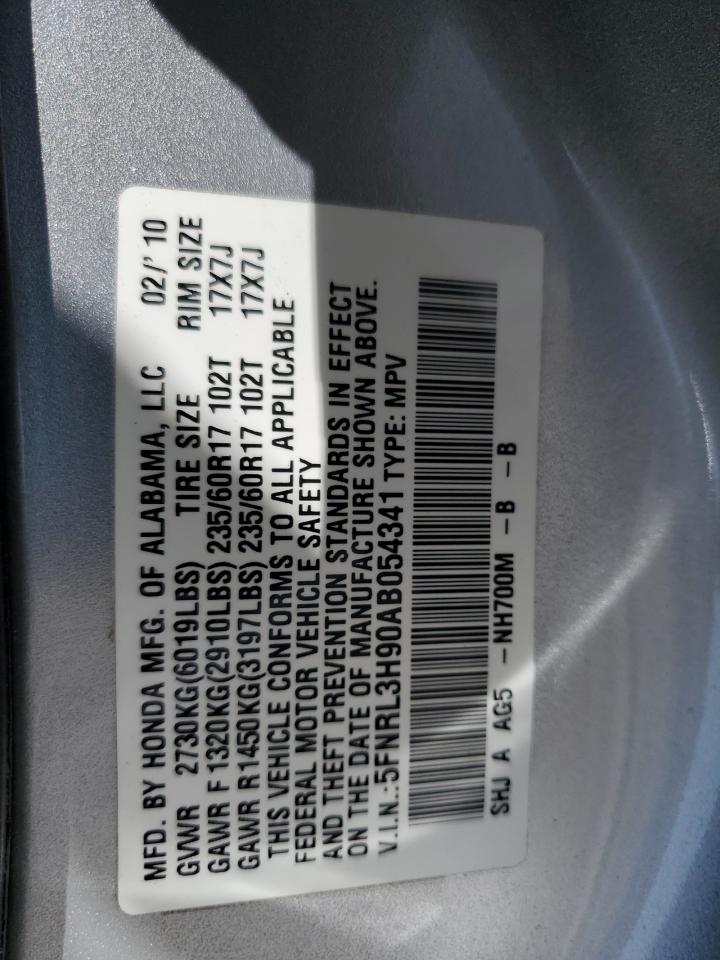 MFD. BY HONDA MFG. OF ALABAMA, LLC 02/'10
GVWR 2730KG(6019LBS) TIRE SIZE RIM SIZE
GAWR F 1320KG(2910LBS) 235/60R17 102T 17X7J
GAWR R1450KG(3197LBS) 235/60R17 102T 17X7J
THIS VEHICLE CONFORMS TO ALL APPLICABLE
FEDERAL MOTOR VEHICLE SAFETY
AND THEFT PREVENTION STANDARDS IN EFFECT
ON THE DATE OF MANUFACTURE SHOWN ABOVE.
V.I.N.:5FNRL3H90AB054341 TYPE: MPV
SHJ A AG5 -NH700M -B -B